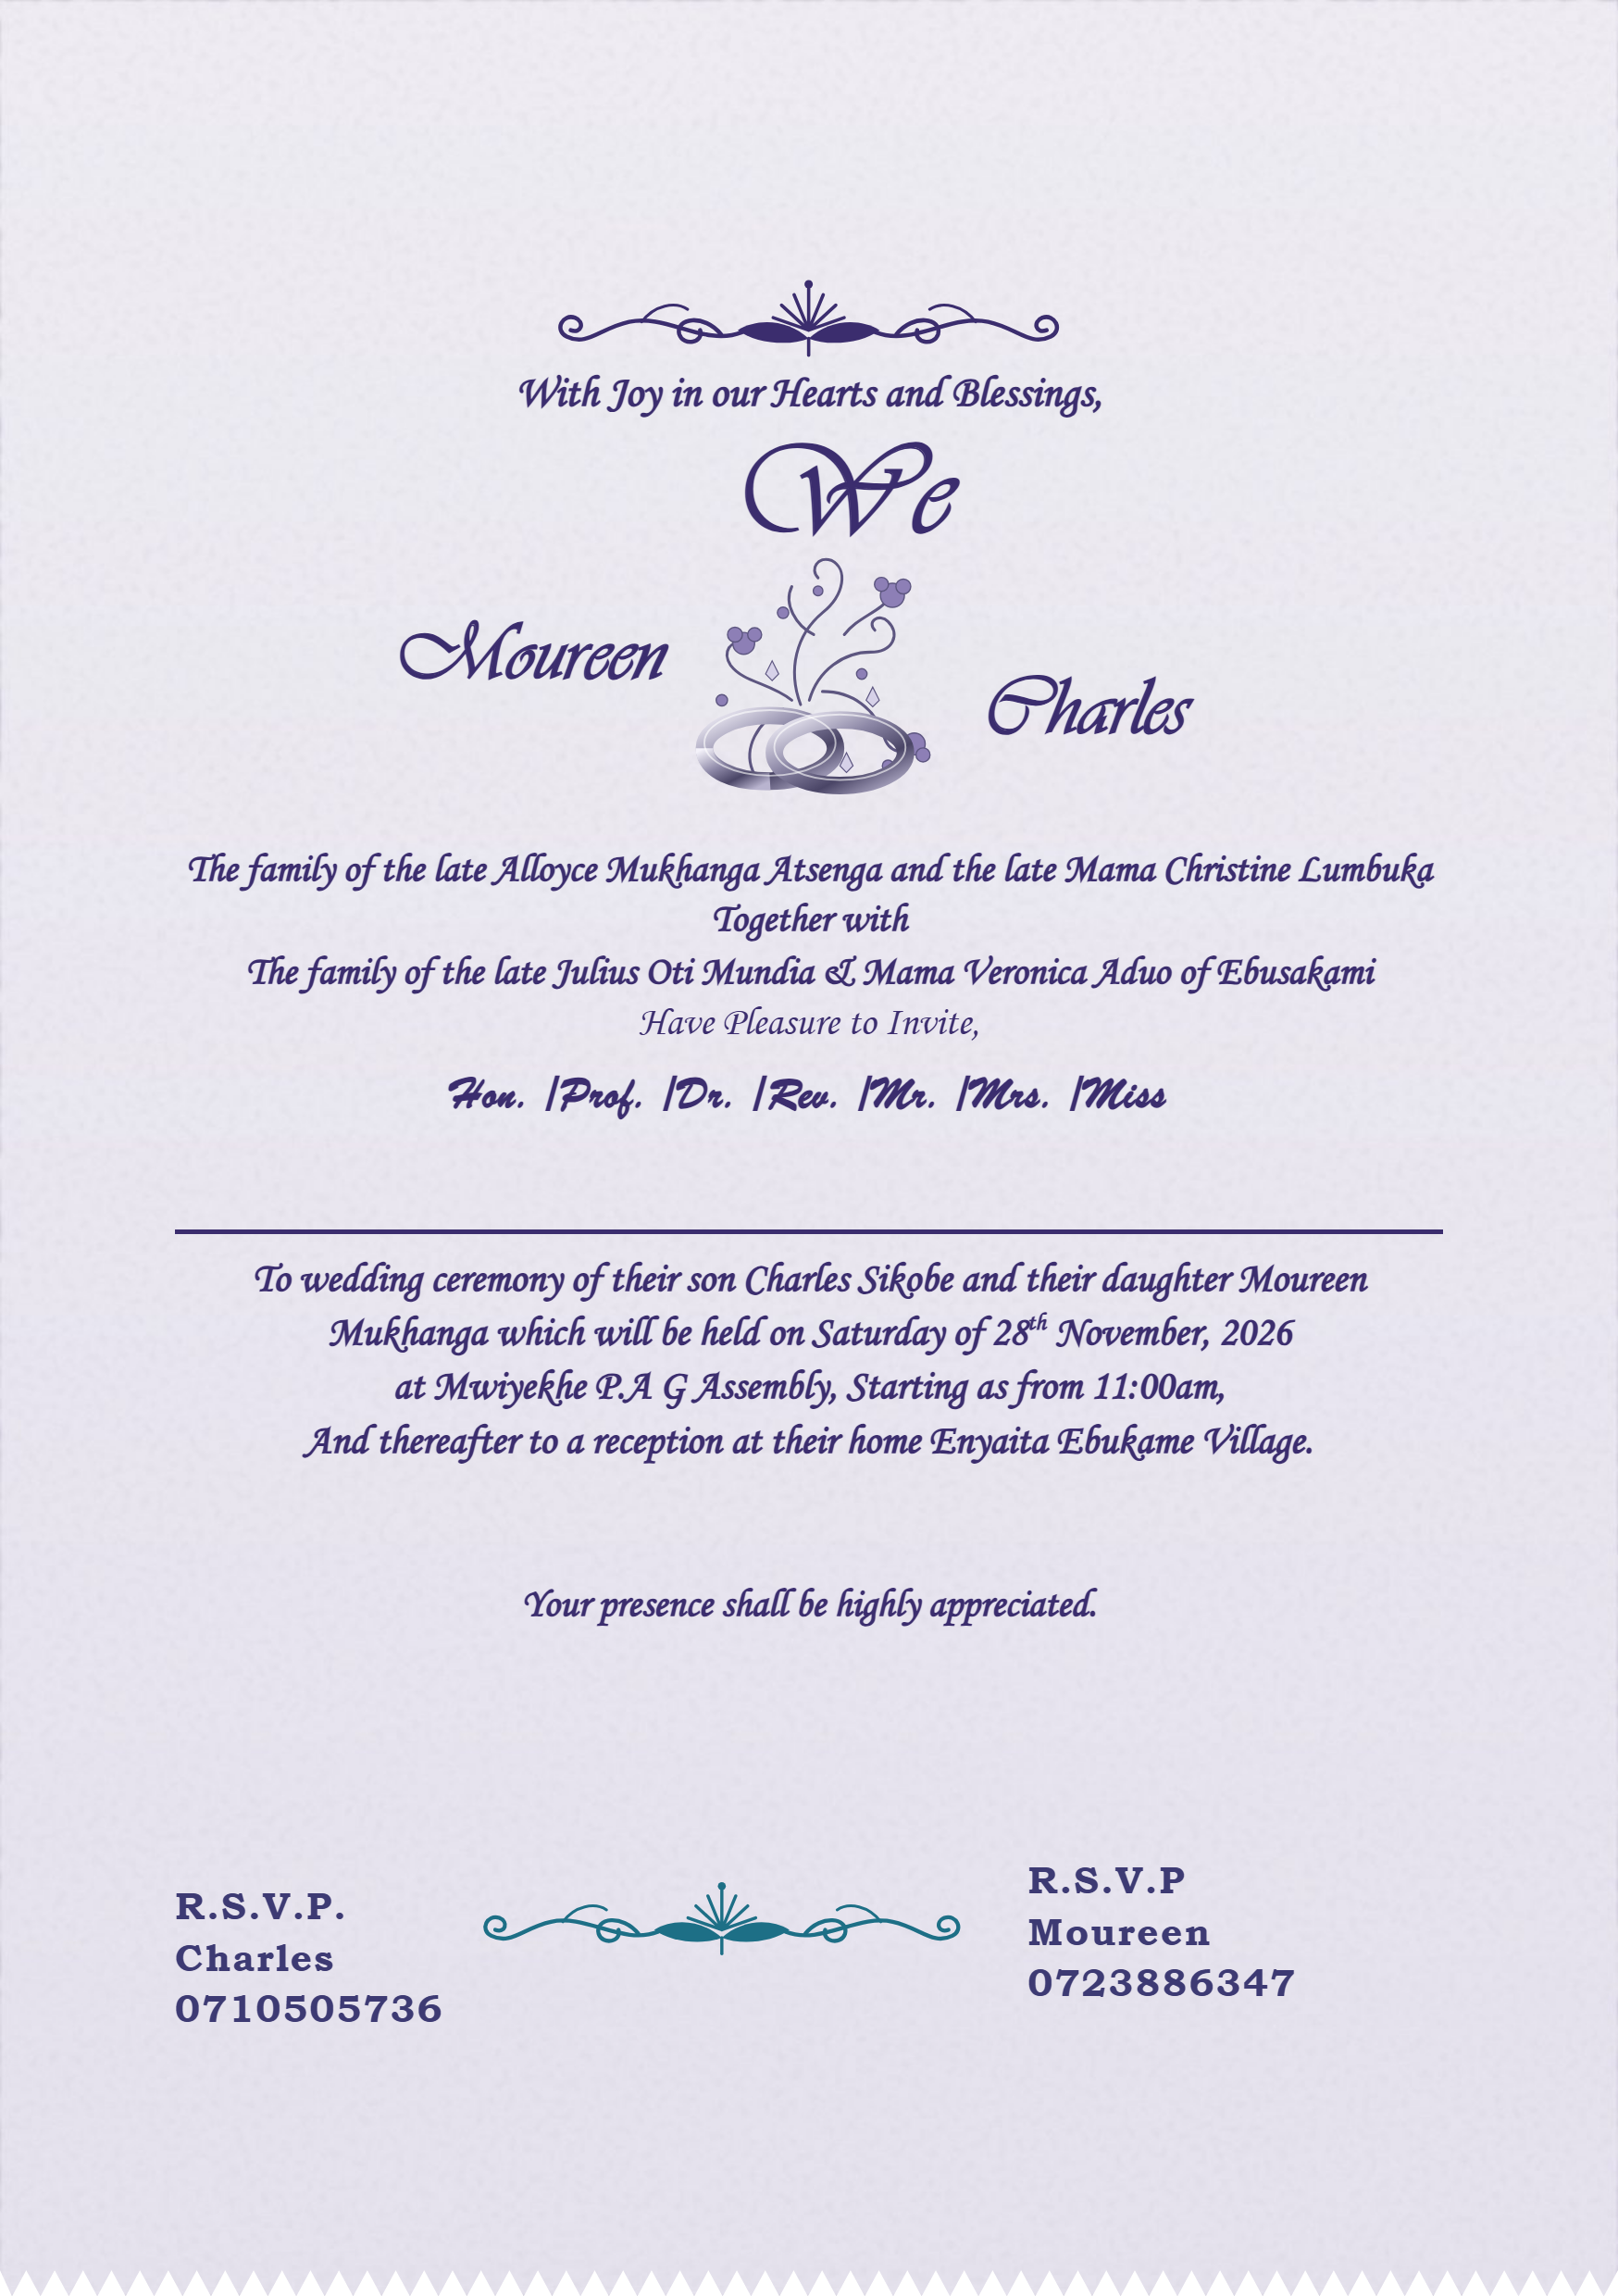 With Joy in our Hearts and Blessings,
We
Moureen
Charles
The family of the late Alloyce Mukhanga Atsenga and the late Mama Christine Lumbuka
Together with
The family of the late Julius Oti Mundia & Mama Veronica Aduo of Ebusakami
Have Pleasure to Invite,
Hon. |Prof. |Dr. |Rev. |Mr. |Mrs. |Miss
To wedding ceremony of their son Charles Sikobe and their daughter Moureen
Mukhanga which will be held on Saturday of 28th November, 2026
at Mwiyekhe P.A G Assembly, Starting as from 11:00am,
And thereafter to a reception at their home Enyaita Ebukame Village.
Your presence shall be highly appreciated.
R.S.V.P.
Charles
0710505736
R.S.V.P
Moureen
0723886347